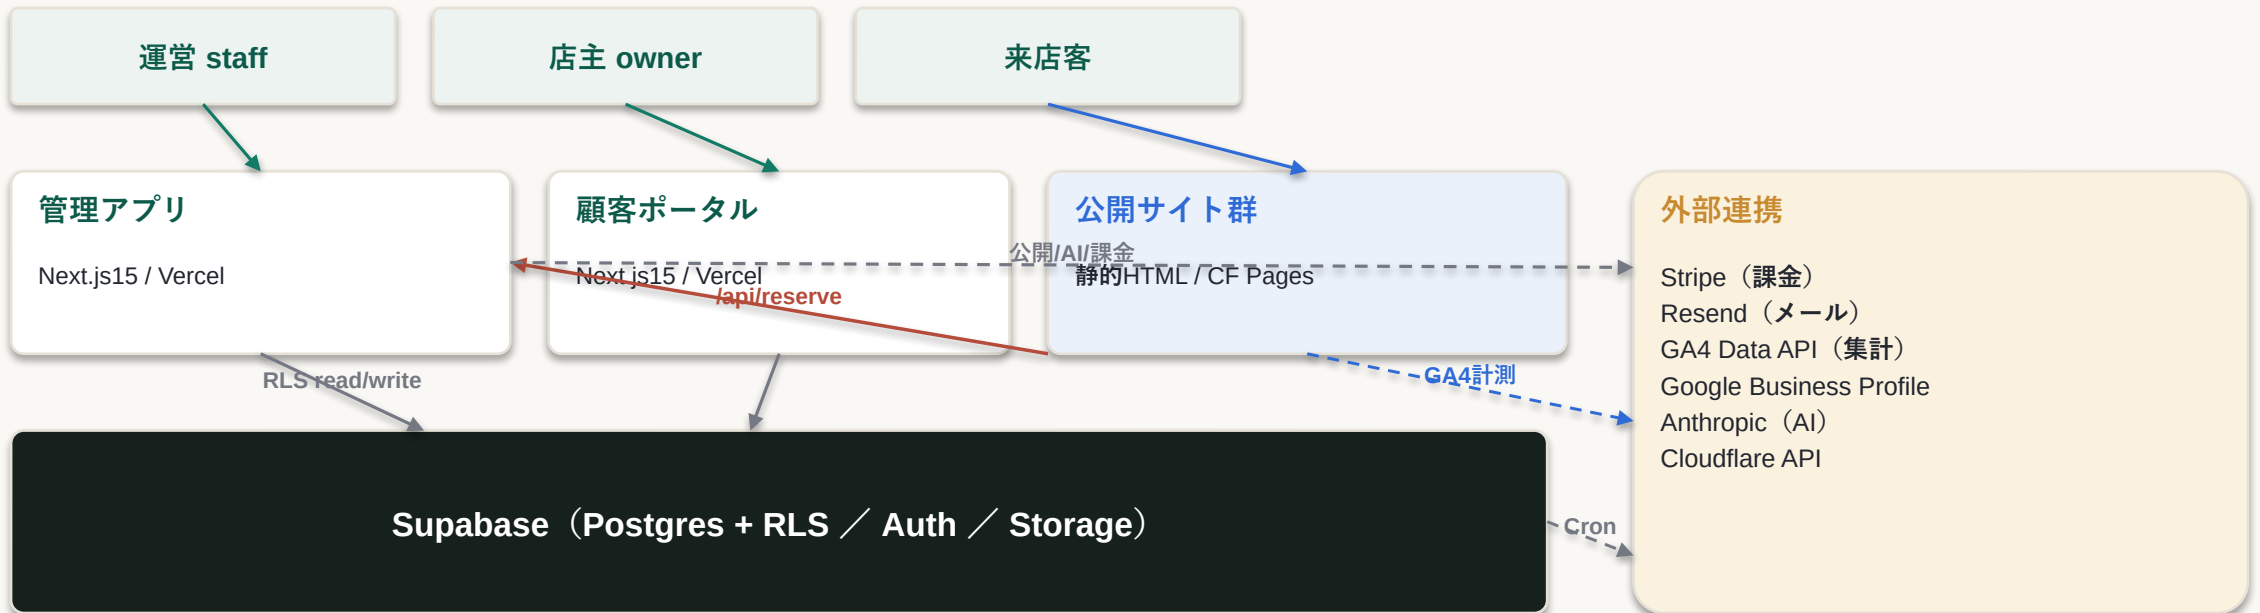 運営 staff
店主 owner
来店客
管理アプリ
Next.js15 / Vercel
顧客ポータル
Next.js15 / Vercel
公開サイト群
静的HTML / CF Pages
公開/AI/課金
/api/reserve
外部連携
Stripe（課金）
Resend（メール）
GA4 Data API（集計）
Google Business Profile
Anthropic（AI）
Cloudflare API
RLS read/write
GA4計測
Supabase（Postgres + RLS ／ Auth ／ Storage）
Cron